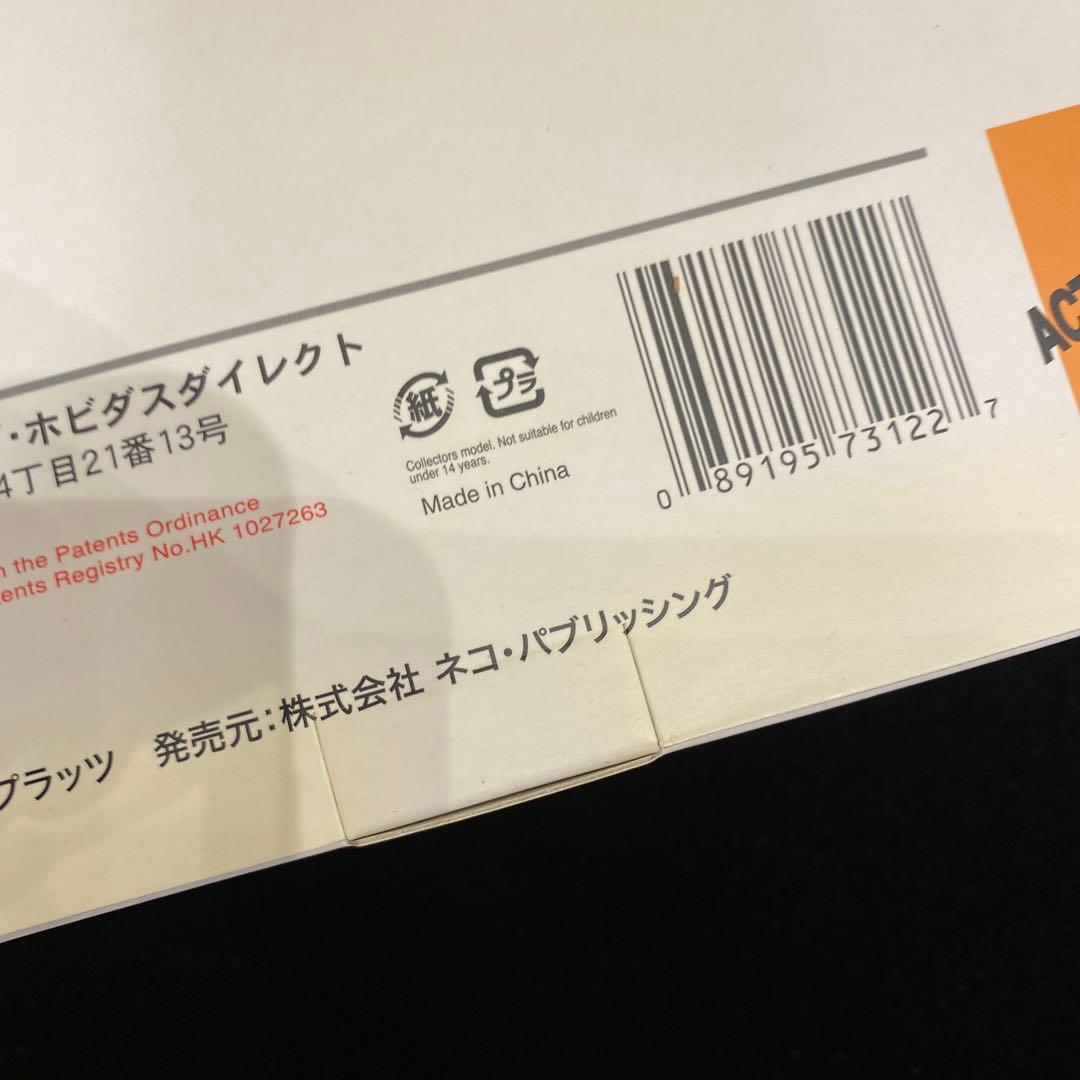 ・ホビダスダイレクト
4丁目21番13号
the Patents Ordinance
Registry No.HK 1027263
紙
プラ
Collectors model. Not suitable for children
under 14 years.
Made in China
0 89195 73122 7
ACT
プラッツ 発売元:株式会社 ネコ・パブリッシング